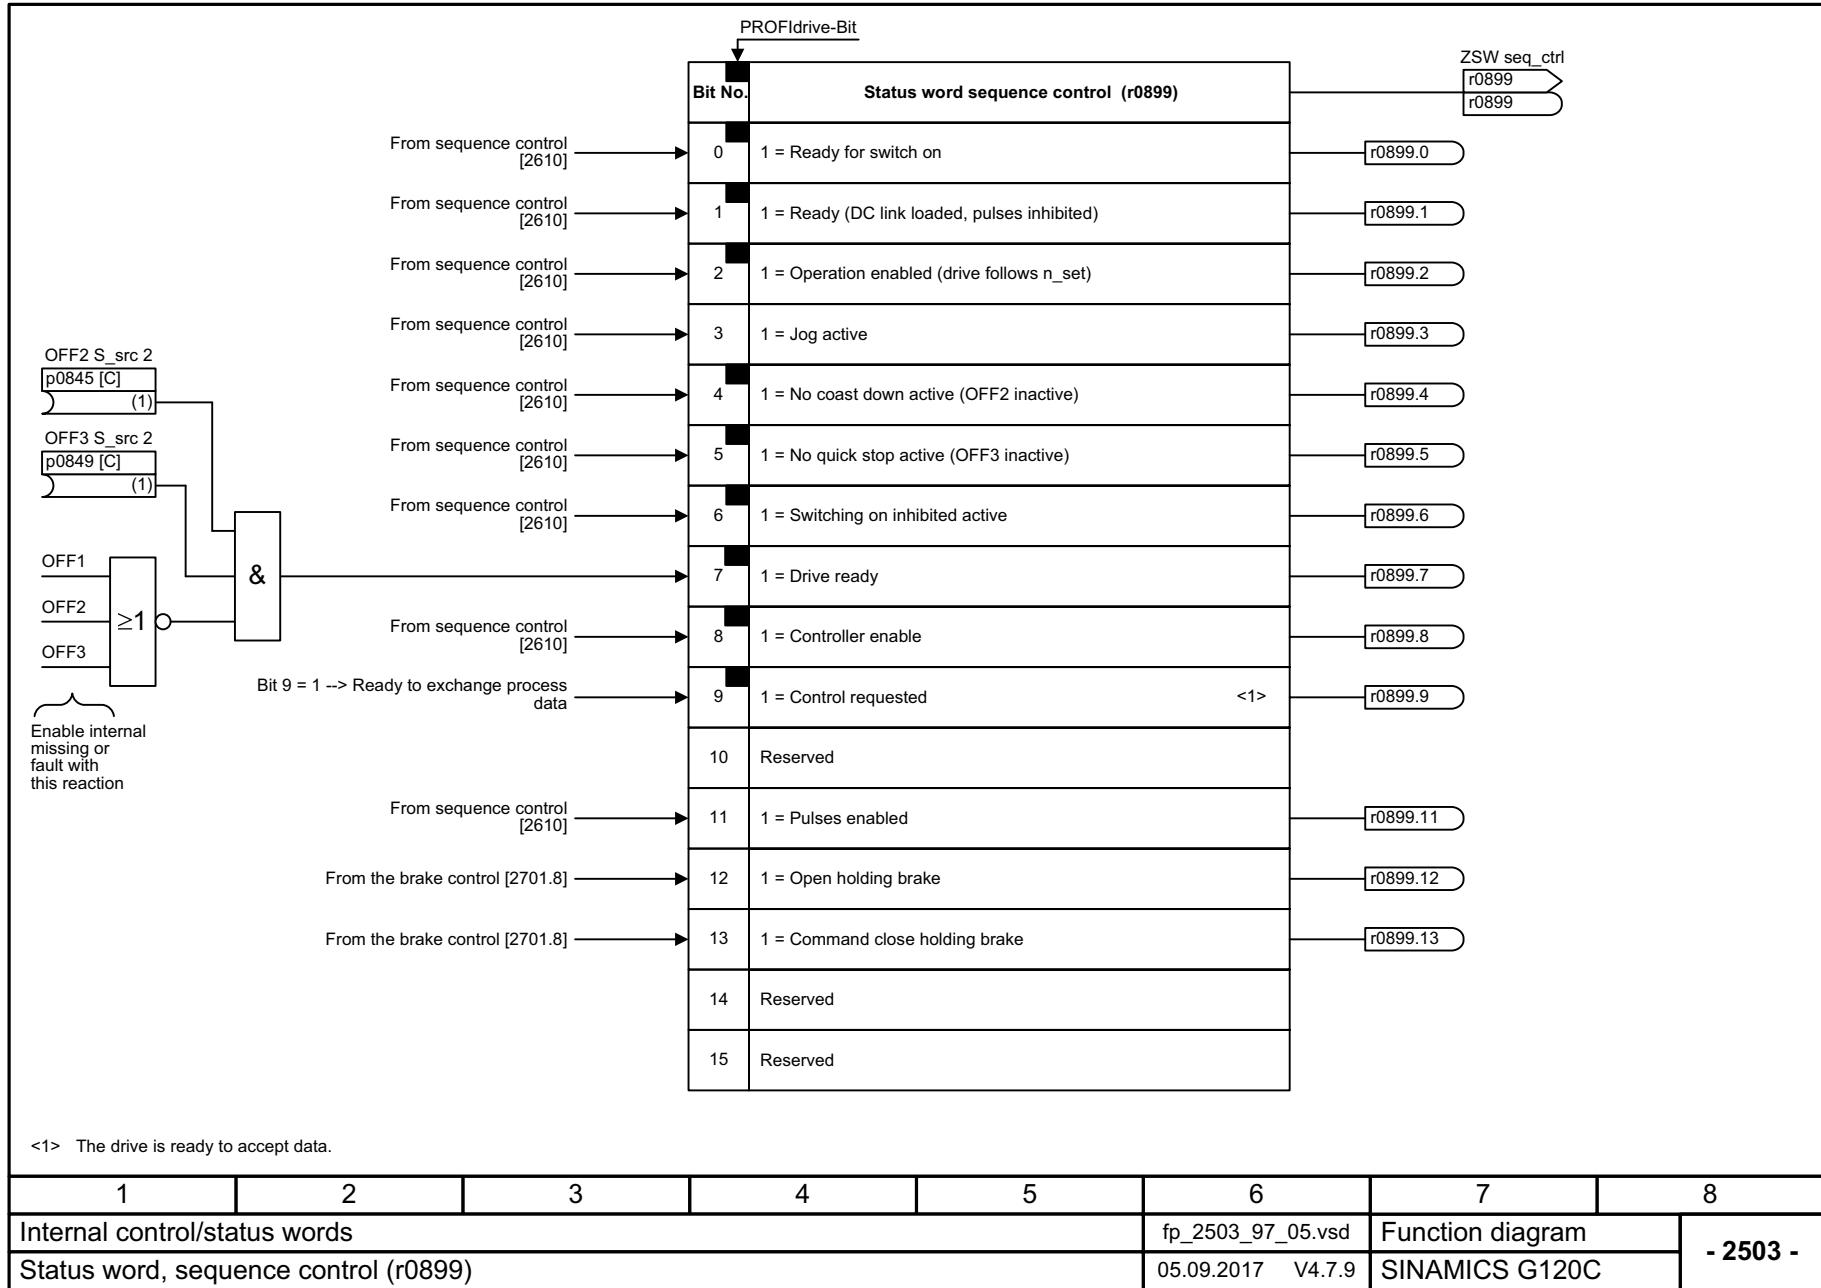 PROFIdrive-Bit
ZSW seq_ctrl
r0899
r0899
Bit No.
Status word sequence control (r0899)
From sequence control
[2610]
0
1 = Ready for switch on
r0899.0
From sequence control
[2610]
1
1 = Ready (DC link loaded, pulses inhibited)
r0899.1
From sequence control
[2610]
2
1 = Operation enabled (drive follows n_set)
r0899.2
From sequence control
[2610]
3
1 = Jog active
r0899.3
OFF2 S_src 2
p0845 [C]
(1)
From sequence control
[2610]
4
1 = No coast down active (OFF2 inactive)
r0899.4
OFF3 S_src 2
p0849 [C]
(1)
From sequence control
[2610]
5
1 = No quick stop active (OFF3 inactive)
r0899.5
From sequence control
[2610]
6
1 = Switching on inhibited active
r0899.6
OFF1
OFF2
OFF3
≥1
&
7
1 = Drive ready
r0899.7
From sequence control
[2610]
8
1 = Controller enable
r0899.8
Bit 9 = 1 --> Ready to exchange process
data
9
1 = Control requested
<1>
r0899.9
Enable internal
missing or
fault with
this reaction
10
Reserved
From sequence control
[2610]
11
1 = Pulses enabled
r0899.11
From the brake control [2701.8]
12
1 = Open holding brake
r0899.12
From the brake control [2701.8]
13
1 = Command close holding brake
r0899.13
14
Reserved
15
Reserved
<1> The drive is ready to accept data.
1 2 3 4 5 6 7 8
Internal control/status words
fp_2503_97_05.vsd
Function diagram
- 2503 -
Status word, sequence control (r0899)
05.09.2017 V4.7.9
SINAMICS G120C